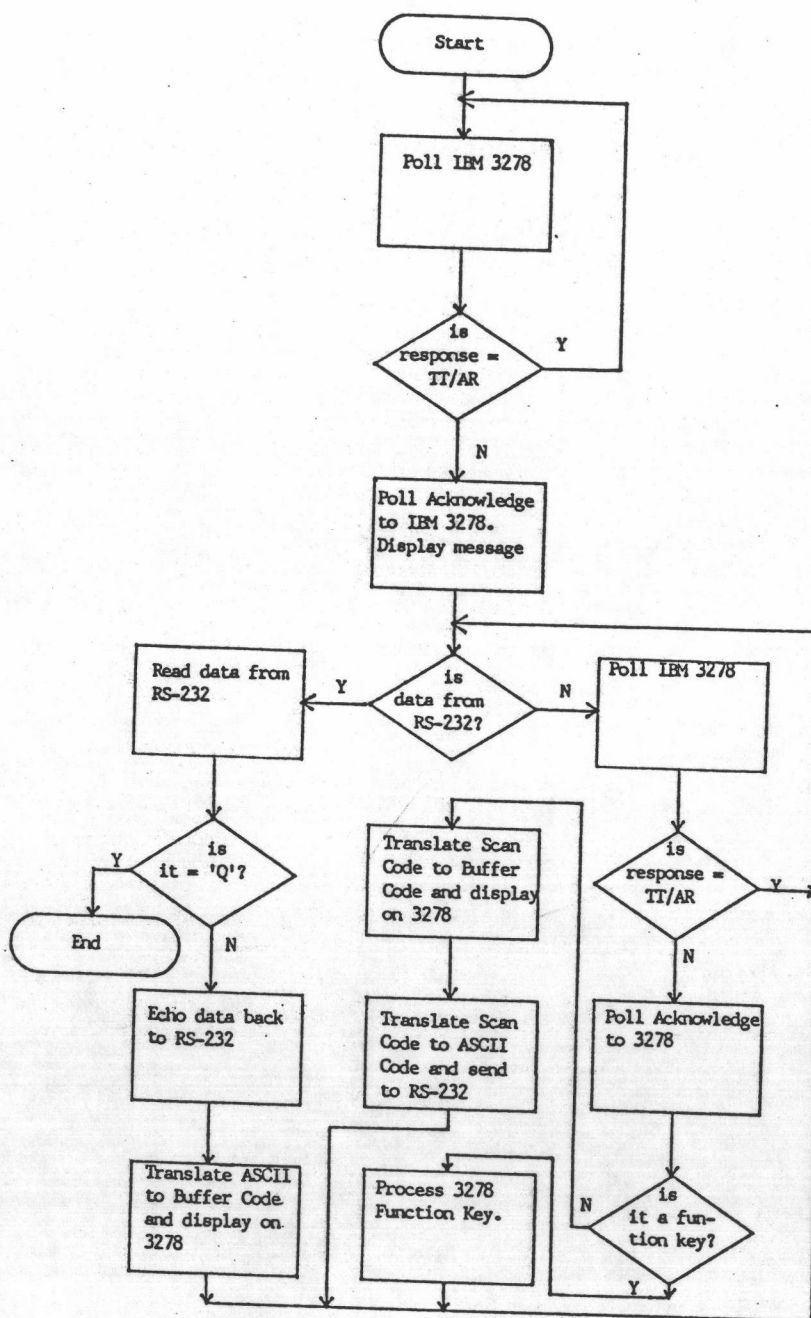 Start
Poll IBM 3278
is
response =
TT/AR
Y
N
Poll Acknowledge
to IBM 3278.
Display message
Read data from
RS-232
Y
is
data from
RS-232?
N
Poll IBM 3278
is
it = 'Q'?
Y
End
N
Translate Scan
Code to Buffer
Code and display
on 3278
is
response =
TT/AR
Y
N
Echo data back
to RS-232
Translate Scan
Code to ASCII
Code and send
to RS-232
Poll Acknowledge
to 3278
Translate ASCII
to Buffer Code
and display on
3278
Process 3278
Function Key.
N
is
it a fun-
tion key?
Y